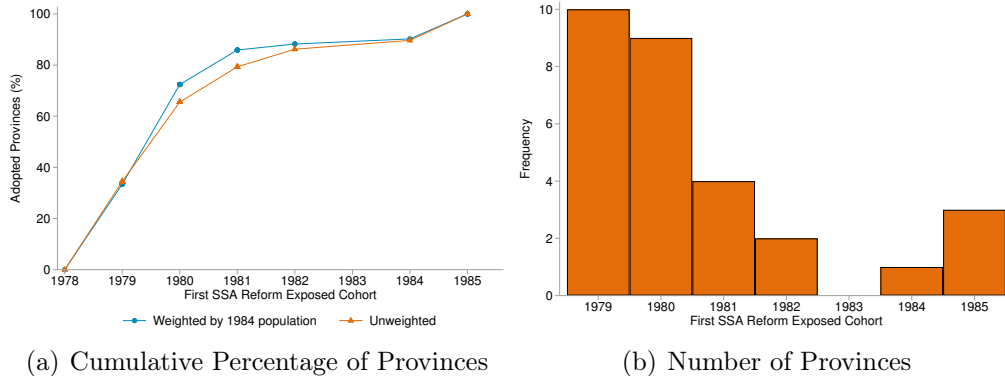 Adopted Provinces (%)
100
80
60
40
20
0
1978 1979 1980 1981 1982 1983 1984 1985
First SSA Reform Exposed Cohort
Weighted by 1984 population Unweighted
(a) Cumulative Percentage of Provinces
Frequency
10
8
6
4
2
0
1979 1980 1981 1982 1983 1984 1985
First SSA Reform Exposed Cohort
(b) Number of Provinces